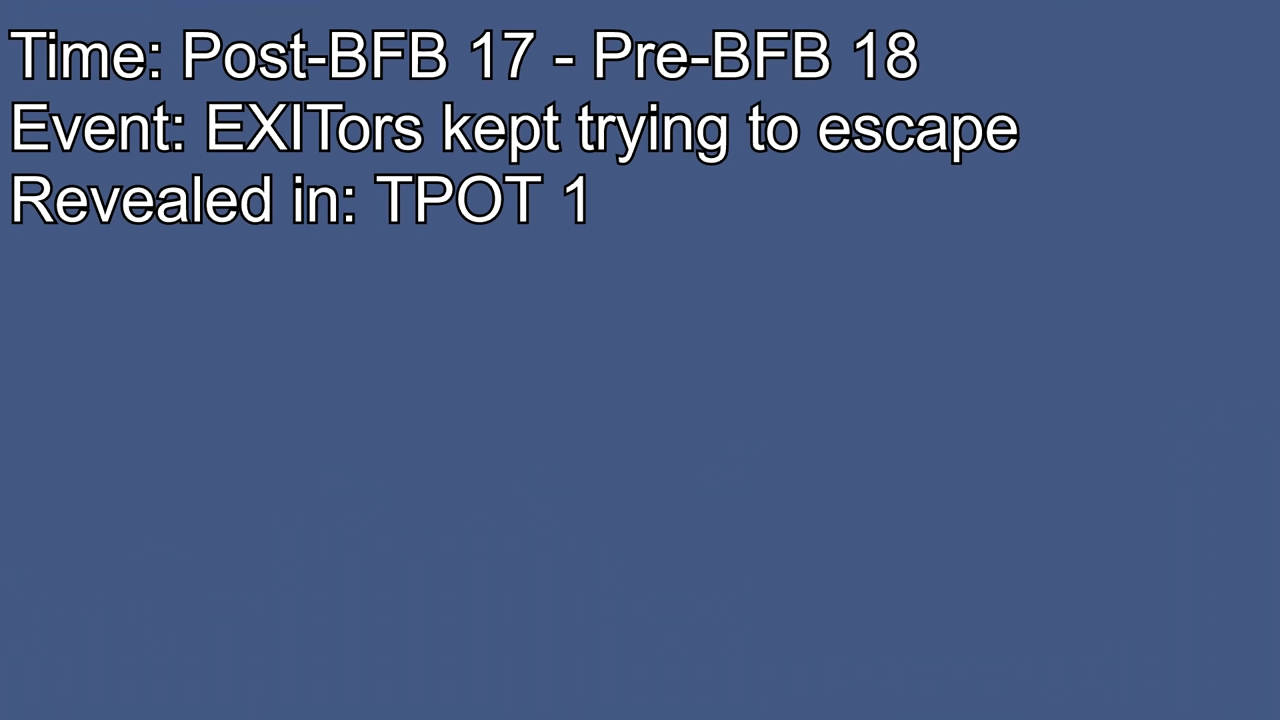 Time: Post-BFB 17 - Pre-BFB 18
Event: EXITors kept trying to escape
Revealed in: TPOT 1